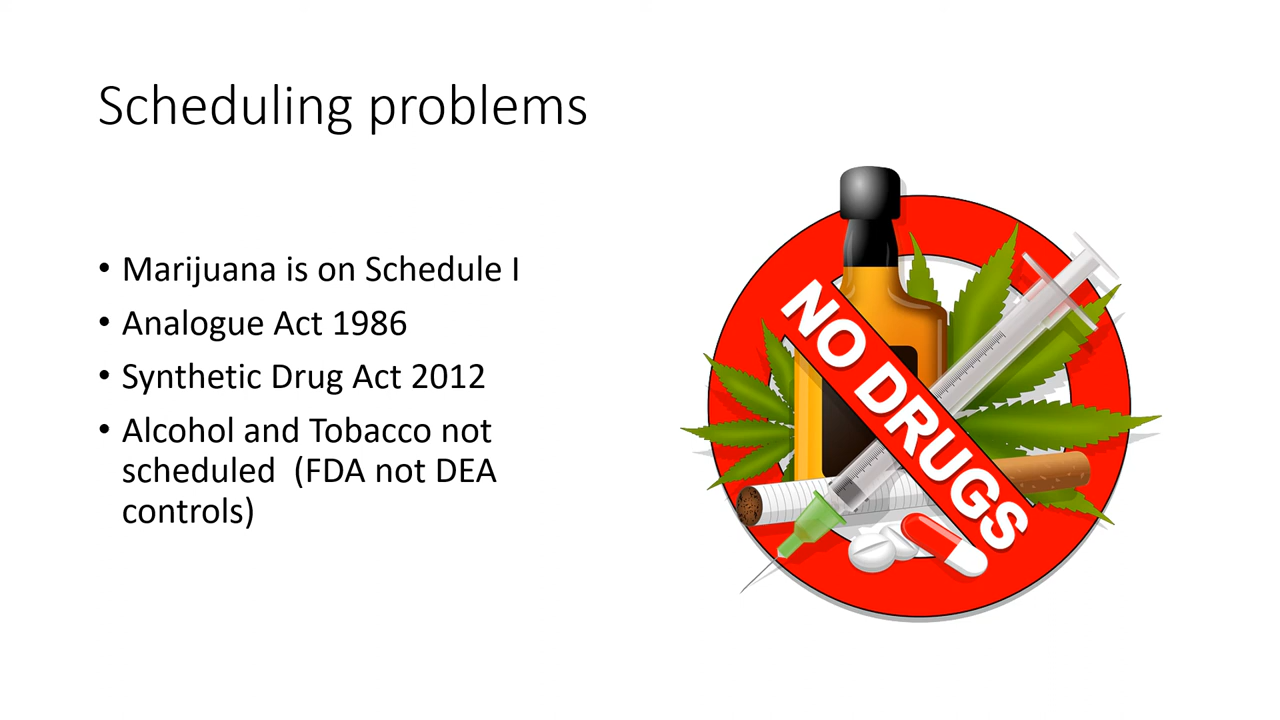 Scheduling problems
• Marijuana is on Schedule I
• Analogue Act 1986
• Synthetic Drug Act 2012
• Alcohol and Tobacco not
scheduled  (FDA not DEA
controls)
NO DRUGS